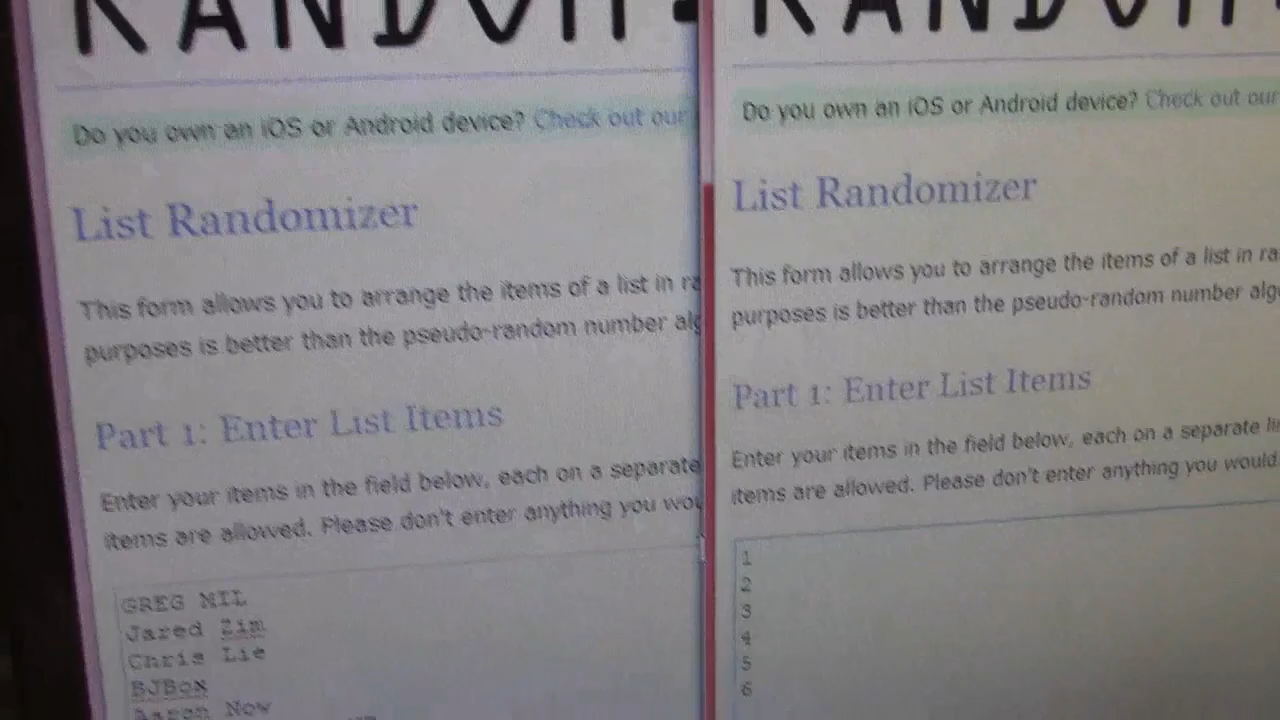 RANDOM
Do you own an iOS or Android device? Check out our
List Randomizer
This form allows you to arrange the items of a list in ra
purposes is better than the pseudo-random number alg
Part 1: Enter List Items
Enter your items in the field below, each on a separate
items are allowed. Please don't enter anything you wou
GREG MIL
Jared Zim
Chris Lie
BJBoX
Aaron Now
RANDOM
Do you own an iOS or Android device? Check out our
List Randomizer
This form allows you to arrange the items of a list in ra
purposes is better than the pseudo-random number algo
Part 1: Enter List Items
Enter your items in the field below, each on a separate li
items are allowed. Please don't enter anything you would
1
2
3
4
5
6